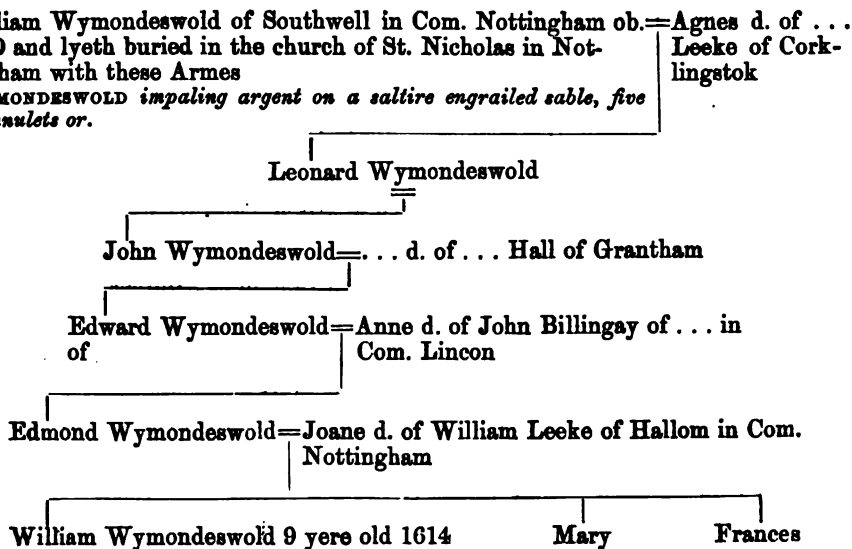 liam Wymondeswold of Southwell in Com. Nottingham ob.=Agnes d. of ...
) and lyeth buried in the church of St. Nicholas in Not- Leeke of Cork-
ham with these Armes lingstok
MONDESWOLD impaling argent on a saltire engrailed sable, five
nulets or.
Leonard Wymondeswold
=
John Wymondeswold=... d. of ... Hall of Grantham
Edward Wymondeswold=Anne d. of John Billingay of ... in
of Com. Lincon
Edmond Wymondeswold=Joane d. of William Leeke of Hallom in Com.
Nottingham
William Wymondeswold 9 yere old 1614 Mary Frances